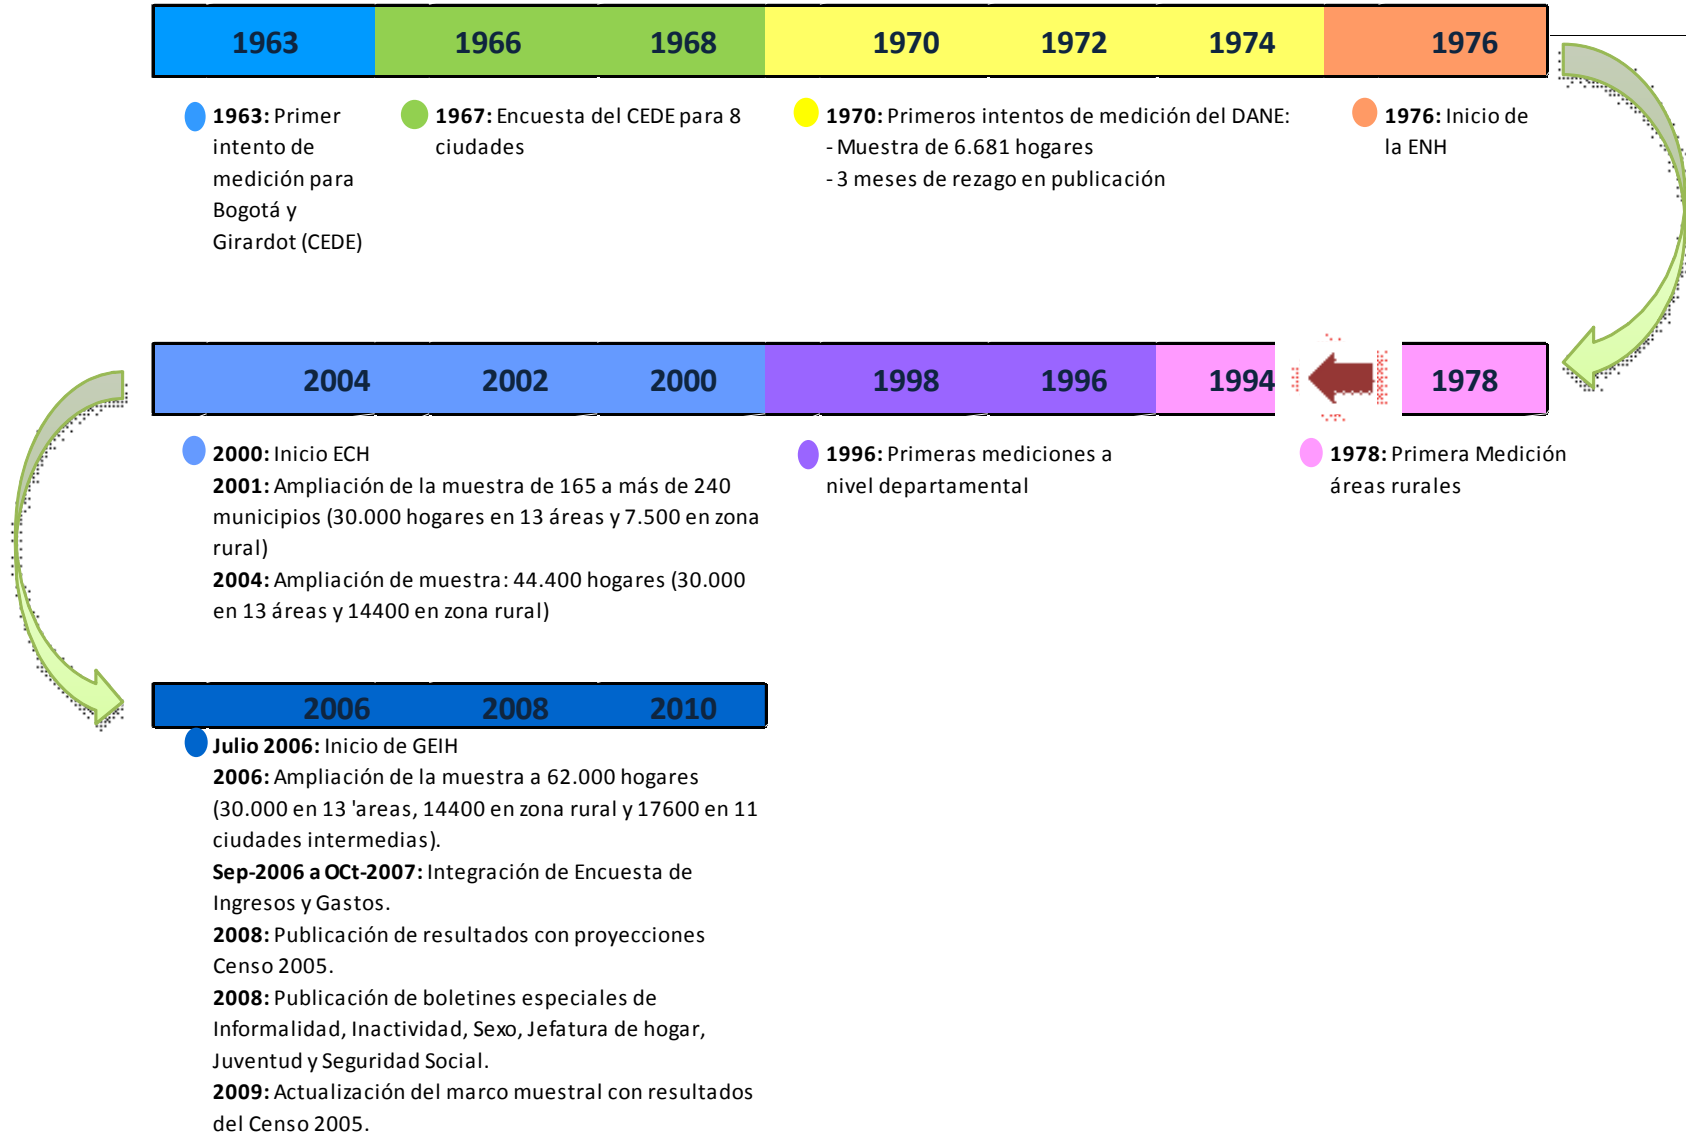 1963 1966 1968 1970 1972 1974 1976
1963: Primer
intento de
medición para
Bogotá y
Girardot (CEDE)
1967: Encuesta del CEDE para 8
ciudades
1970: Primeros intentos de medición del DANE:
- Muestra de 6.681 hogares
- 3 meses de rezago en publicación
1976: Inicio de
la ENH
2004 2002 2000 1998 1996 1994 1978
2000: Inicio ECH
2001: Ampliación de la muestra de 165 a más de 240
municipios (30.000 hogares en 13 áreas y 7.500 en zona
rural)
2004: Ampliación de muestra: 44.400 hogares (30.000
en 13 áreas y 14400 en zona rural)
1996: Primeras mediciones a
nivel departamental
1978: Primera Medición
áreas rurales
2006 2008 2010
Julio 2006: Inicio de GEIH
2006: Ampliación de la muestra a 62.000 hogares
(30.000 en 13 'areas, 14400 en zona rural y 17600 en 11
ciudades intermedias).
Sep-2006 a OCt-2007: Integración de Encuesta de
Ingresos y Gastos.
2008: Publicación de resultados con proyecciones
Censo 2005.
2008: Publicación de boletines especiales de
Informalidad, Inactividad, Sexo, Jefatura de hogar,
Juventud y Seguridad Social.
2009: Actualización del marco muestral con resultados
del Censo 2005.